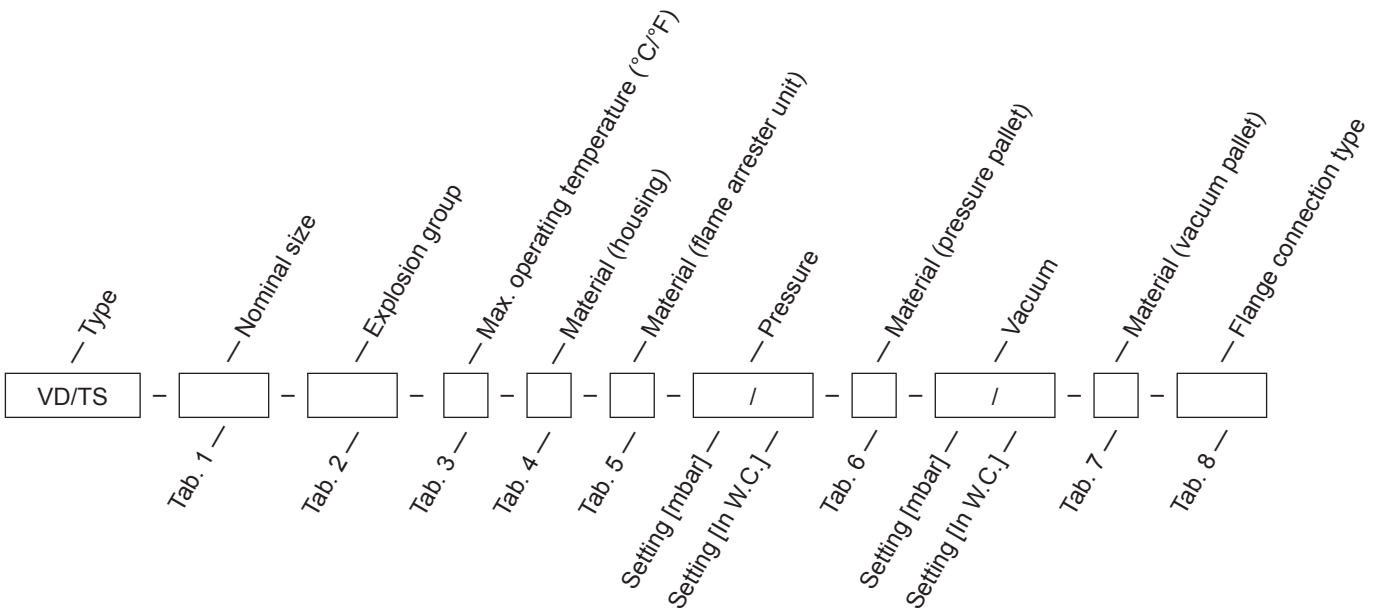 Type
Nominal size
Explosion group
Max. operating temperature (°C/°F)
Material (housing)
Material (flame arrester unit)
Pressure
Material (pressure pallet)
Vacuum
Material (vacuum pallet)
Flange connection type
VD/TS – – – – – – / – – / – –
Tab. 1
Tab. 2
Tab. 3
Tab. 4
Tab. 5
Setting [mbar]
Setting [In W.C.]
Tab. 6
Setting [mbar]
Setting [In W.C.]
Tab. 7
Tab. 8